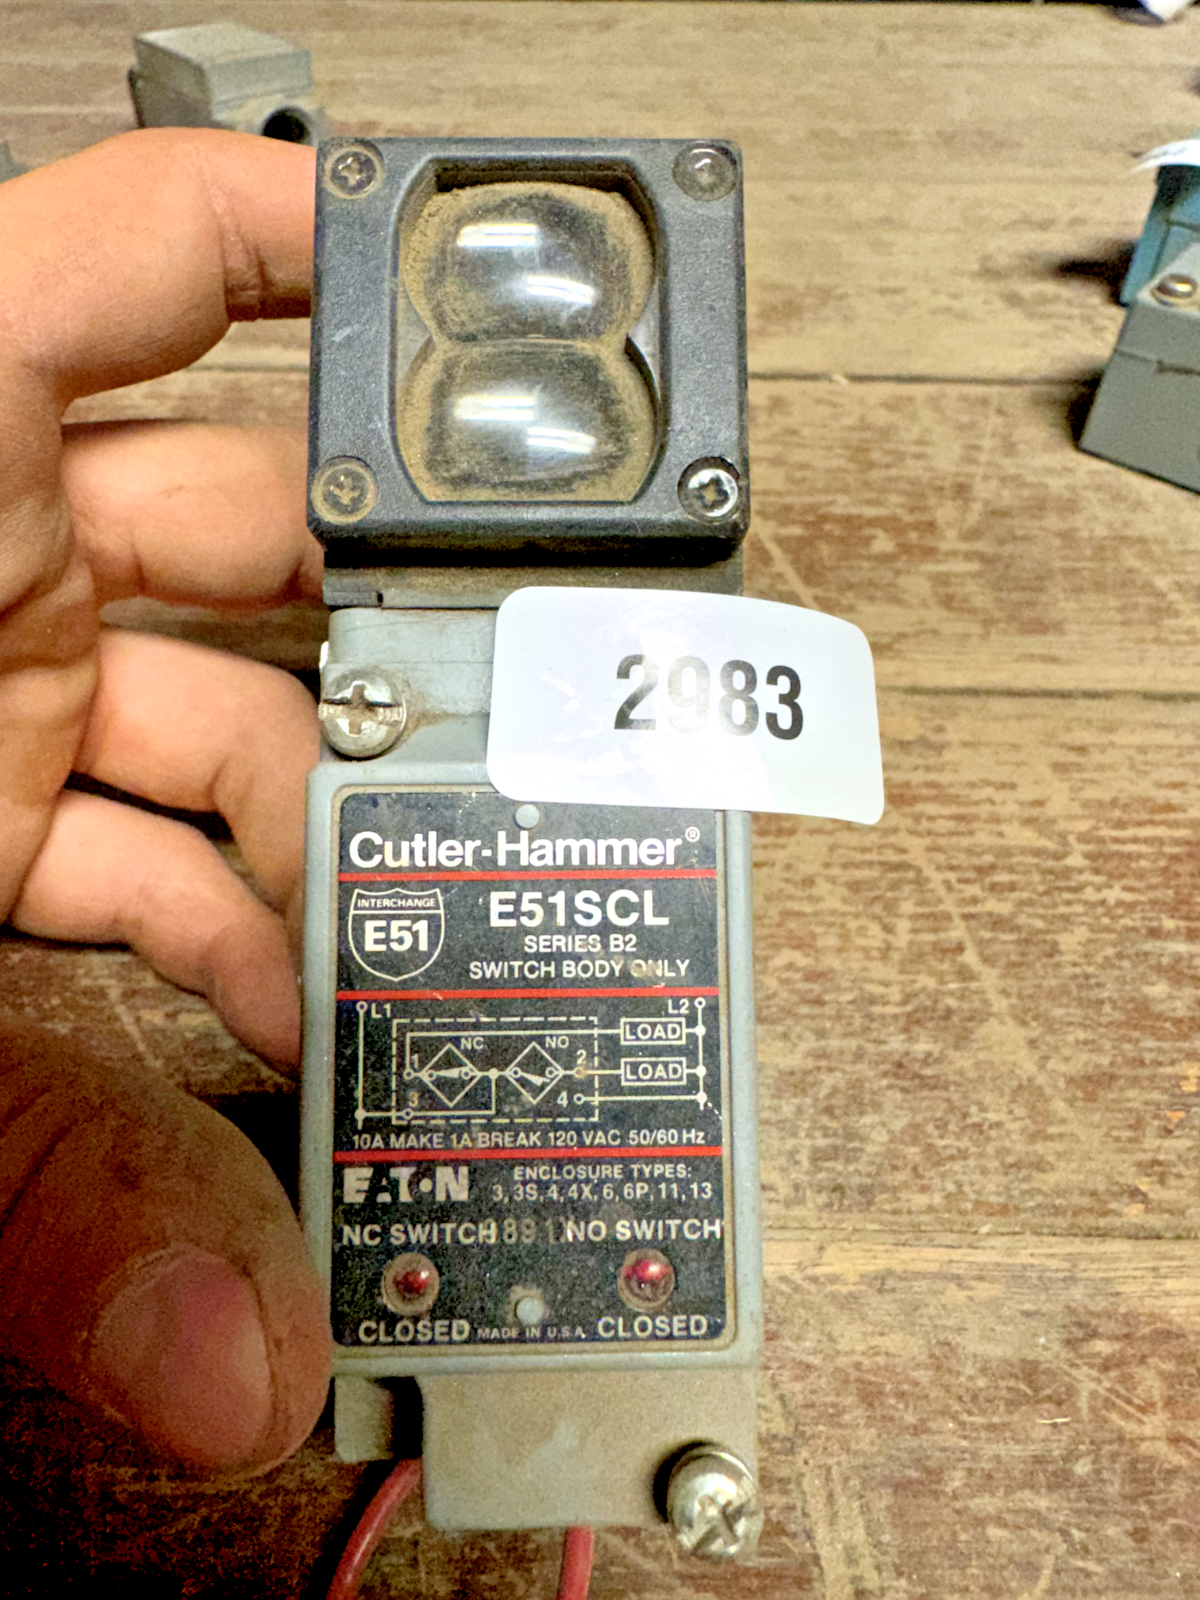 2983
Cutler-Hammer®
INTERCHANGE
E51
E51SCL
SERIES B2
SWITCH BODY ONLY
L1 L2
NC NO LOAD
1 2 LOAD
3 4
10A MAKE 1A BREAK 120 VAC 50/60 Hz
EATON
ENCLOSURE TYPES:
3, 3S, 4, 4X, 6, 6P, 11, 13
NC SWITCH NO SWITCH
CLOSED MADE IN U.S.A. CLOSED